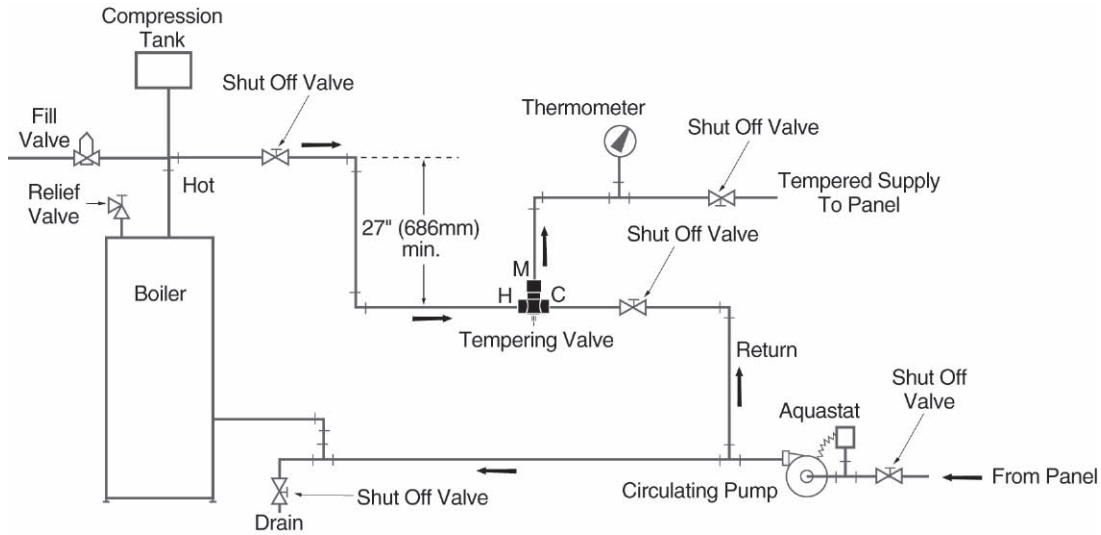 Compression
Tank
Shut Off Valve
Fill
Valve
Thermometer
Shut Off Valve
Hot
Relief
Valve
Tempered Supply
To Panel
27" (686mm)
min.
Shut Off Valve
M
Boiler
H
C
Tempering Valve
Return
Shut Off
Valve
Aquastat
Circulating Pump
From Panel
Shut Off Valve
Drain